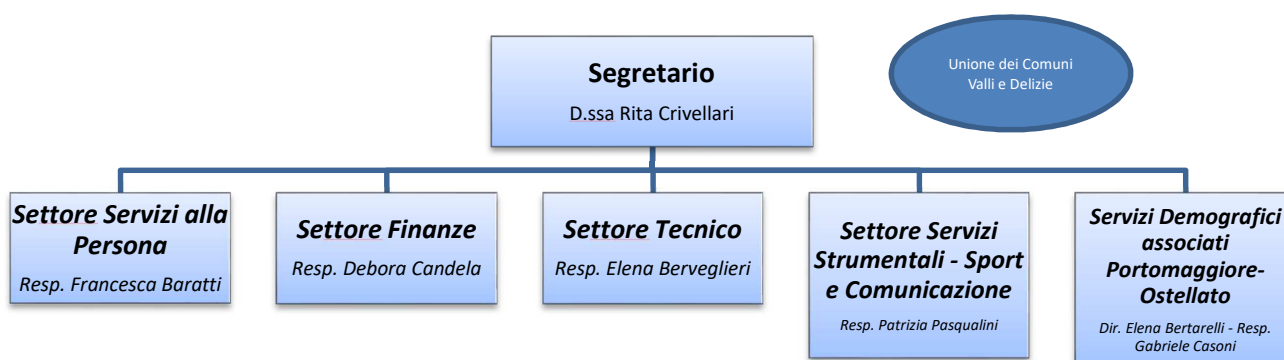 Segretario
D.ssa Rita Crivellari
Unione dei Comuni
Valli e Delizie
Settore Servizi alla
Persona
Resp. Francesca Baratti
Settore Finanze
Resp. Debora Candela
Settore Tecnico
Resp. Elena Berveglieri
Settore Servizi
Strumentali - Sport
e Comunicazione
Resp. Patrizia Pasqualini
Servizi Demografici
associati
Portomaggiore-
Ostellato
Dir. Elena Bertarelli - Resp.
Gabriele Casoni